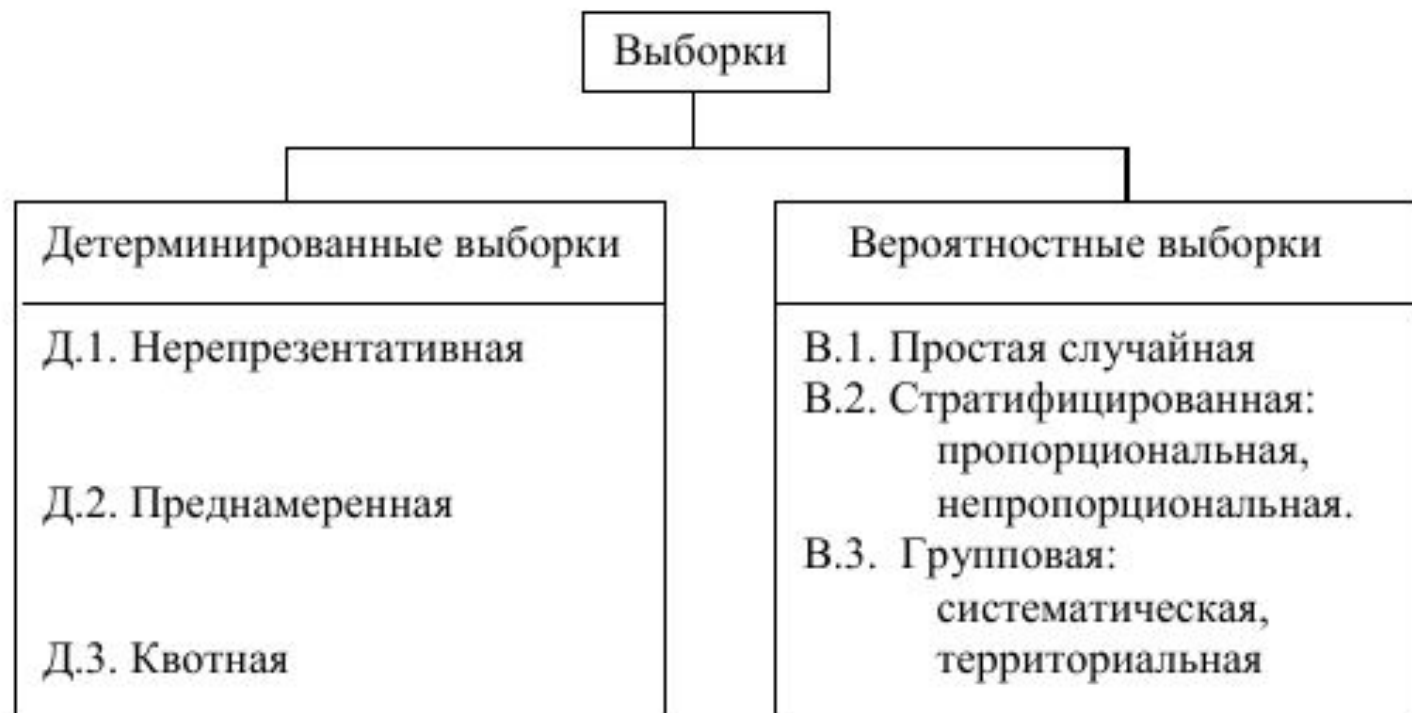 Выборки
Детерминированные выборки
Д.1. Нерепрезентативная
Д.2. Преднамеренная
Д.3. Квотная
Вероятностные выборки
В.1. Простая случайная
В.2. Стратифицированная:
пропорциональная,
непропорциональная.
В.3. Групповая:
систематическая,
территориальная